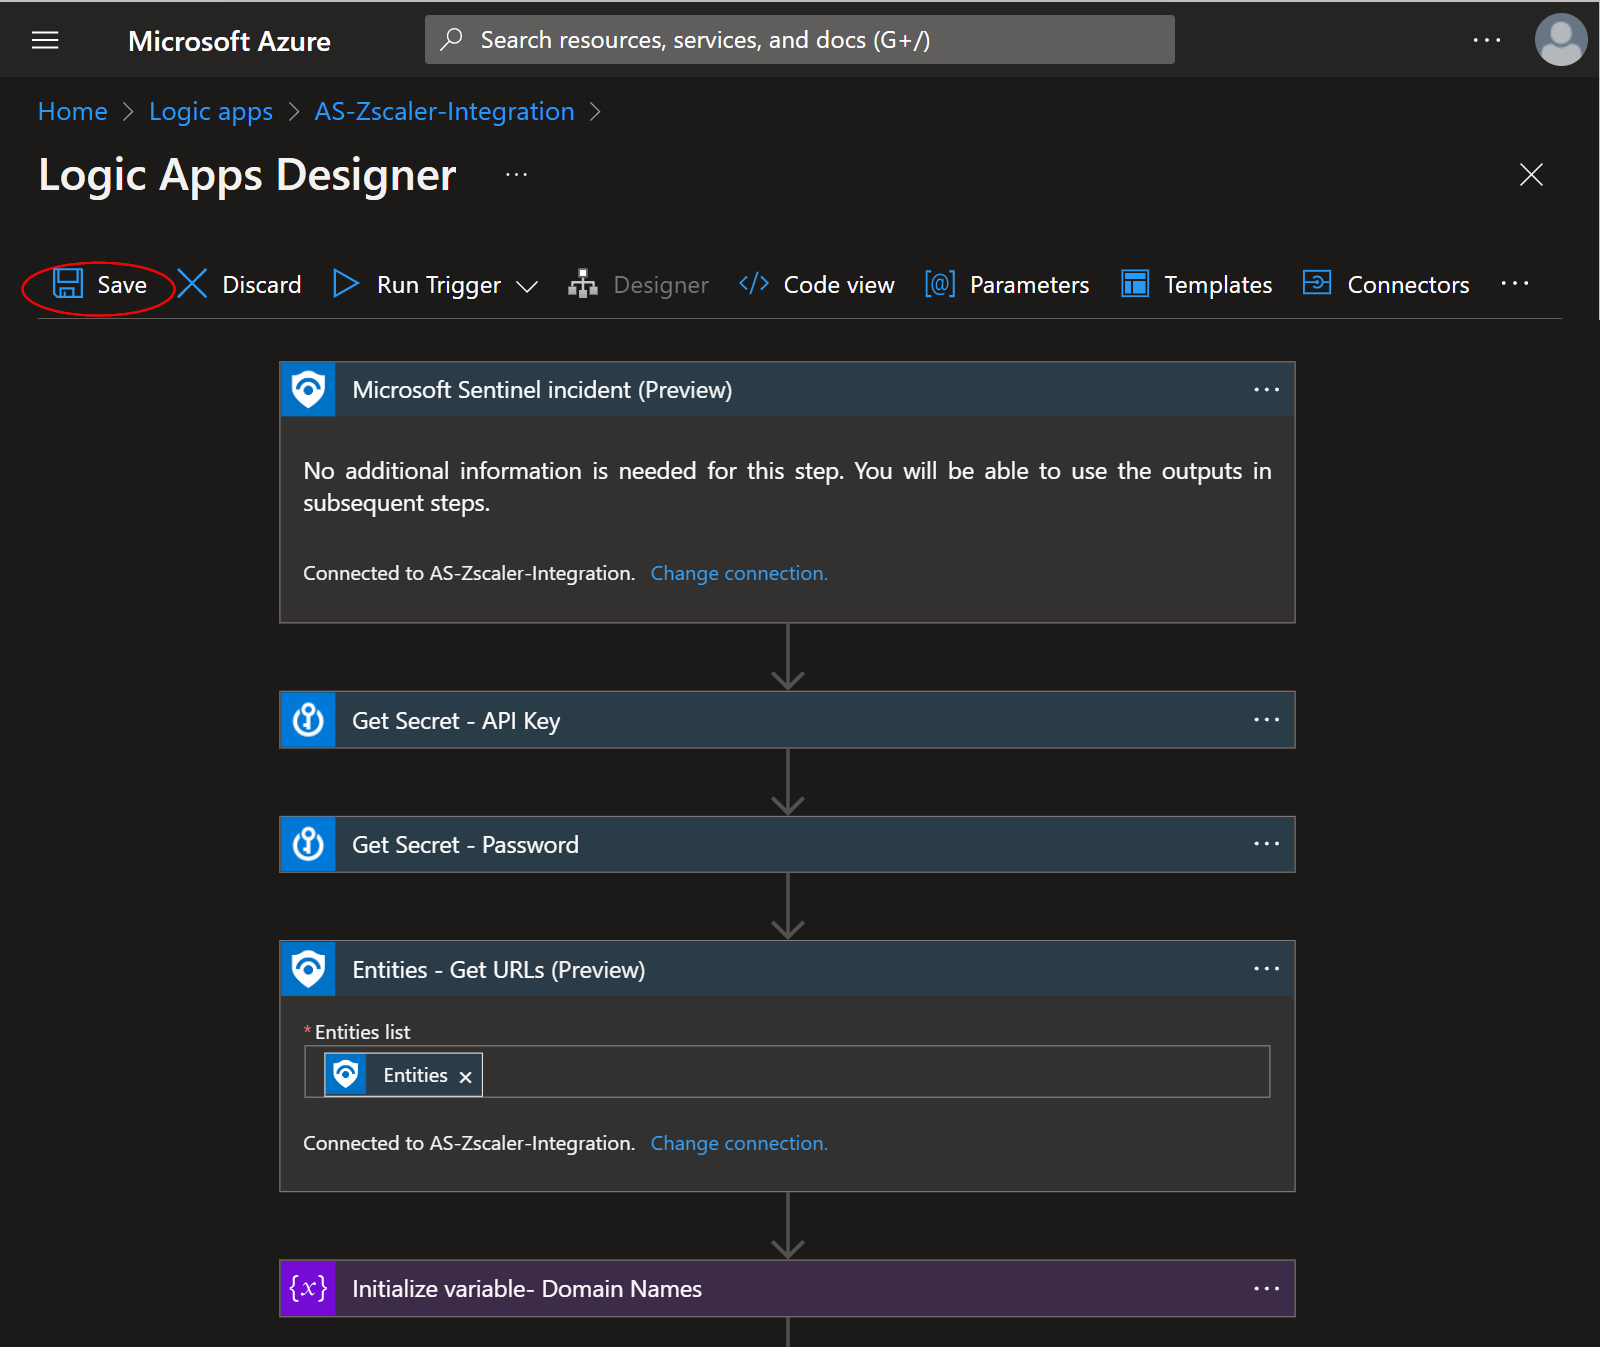 Microsoft Azure
Search resources, services, and docs (G+/)
Home > Logic apps > AS-Zscaler-Integration >
Logic Apps Designer ...
Save Discard Run Trigger Designer </> Code view [@] Parameters Templates Connectors ...
Microsoft Sentinel incident (Preview)
No additional information is needed for this step. You will be able to use the outputs in
subsequent steps.
Connected to AS-Zscaler-Integration. Change connection.
Get Secret - API Key
Get Secret - Password
Entities - Get URLs (Preview)
* Entities list
Entities ×
Connected to AS-Zscaler-Integration. Change connection.
{x} Initialize variable- Domain Names